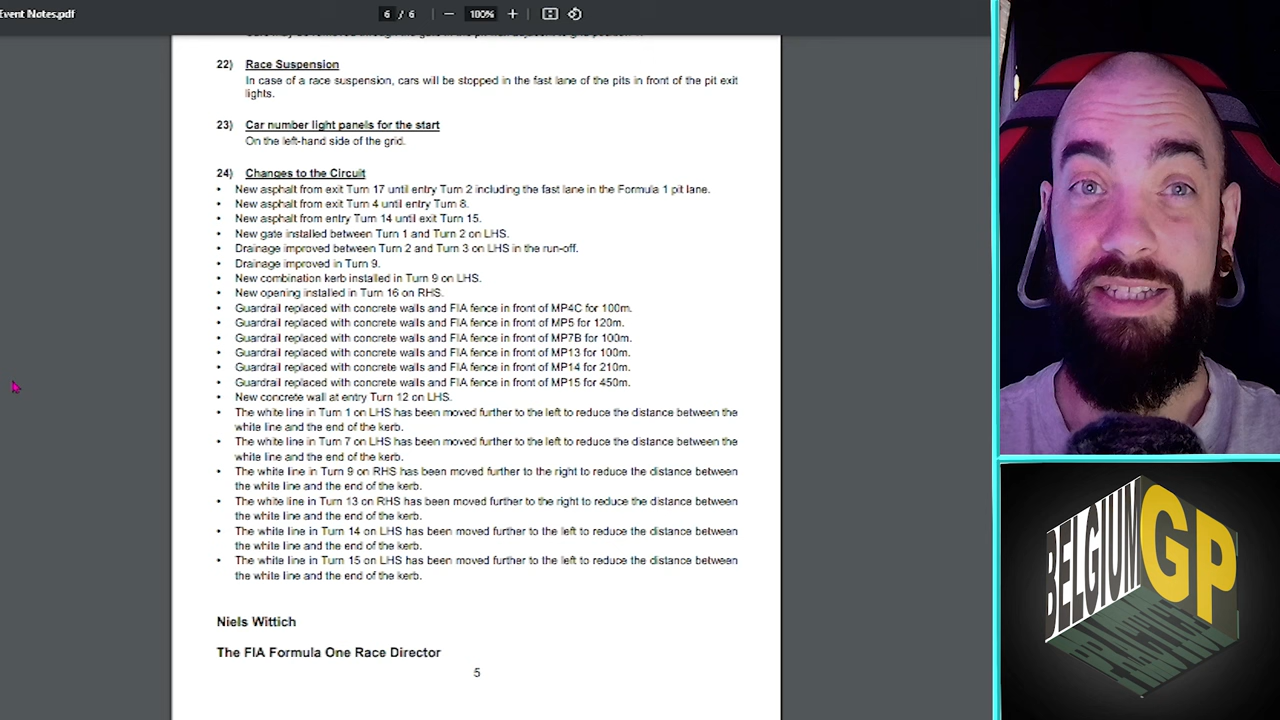 Event Notes.pdf
6 / 6
100%
22) Race Suspension
In case of a race suspension, cars will be stopped in the fast lane of the pits in front of the pit exit
lights.
23) Car number light panels for the start
On the left-hand side of the grid.
24) Changes to the Circuit
• New asphalt from exit Turn 17 until entry Turn 2 including the fast lane in the Formula 1 pit lane.
• New asphalt from exit Turn 4 until entry Turn 8.
• New asphalt from entry Turn 14 until exit Turn 15.
• New gate installed between Turn 1 and Turn 2 on LHS.
• Drainage improved between Turn 2 and Turn 3 on LHS in the run-off.
• Drainage improved in Turn 9.
• New combination kerb installed in Turn 9 on LHS.
• New opening installed in Turn 16 on RHS.
• Guardrail replaced with concrete walls and FIA fence in front of MP4C for 100m.
• Guardrail replaced with concrete walls and FIA fence in front of MP5 for 120m.
• Guardrail replaced with concrete walls and FIA fence in front of MP7B for 100m.
• Guardrail replaced with concrete walls and FIA fence in front of MP13 for 100m.
• Guardrail replaced with concrete walls and FIA fence in front of MP14 for 210m.
• Guardrail replaced with concrete walls and FIA fence in front of MP15 for 450m.
• New concrete wall at entry Turn 12 on LHS.
• The white line in Turn 1 on LHS has been moved further to the left to reduce the distance between the
white line and the end of the kerb.
• The white line in Turn 7 on LHS has been moved further to the left to reduce the distance between the
white line and the end of the kerb.
• The white line in Turn 9 on RHS has been moved further to the right to reduce the distance between
the white line and the end of the kerb.
• The white line in Turn 13 on RHS has been moved further to the right to reduce the distance between
the white line and the end of the kerb.
• The white line in Turn 14 on LHS has been moved further to the left to reduce the distance between
the white line and the end of the kerb.
• The white line in Turn 15 on LHS has been moved further to the left to reduce the distance between
the white line and the end of the kerb.
Niels Wittich
The FIA Formula One Race Director
5
BELGIUM GP